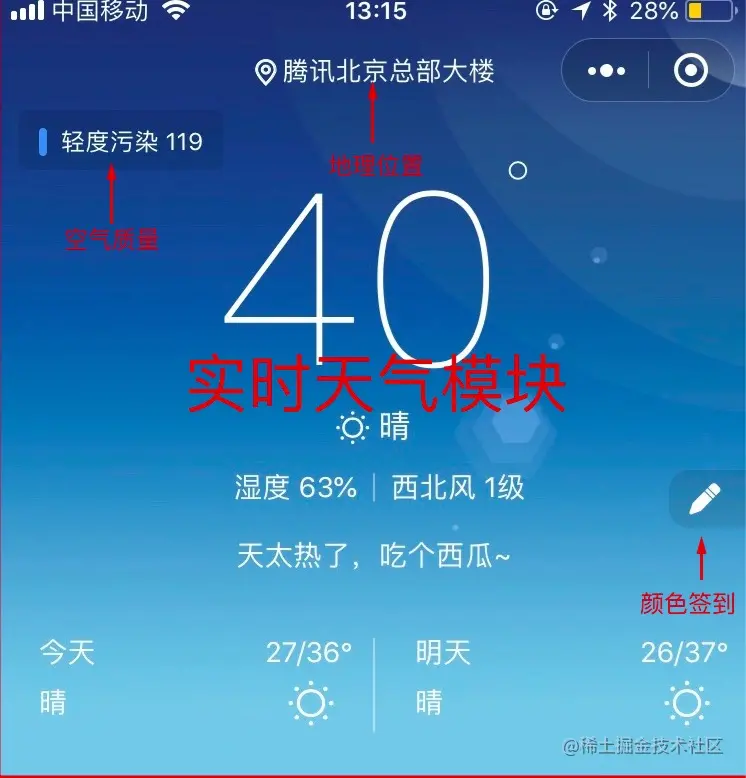 中国移动 13:15 28%
腾讯北京总部大楼
轻度污染 119
地理位置
空气质量
40
实时天气模块
晴
湿度 63% 西北风 1级
天太热了，吃个西瓜~
颜色签到
今天 27/36° 明天 26/37°
晴 晴
@稀土掘金技术社区